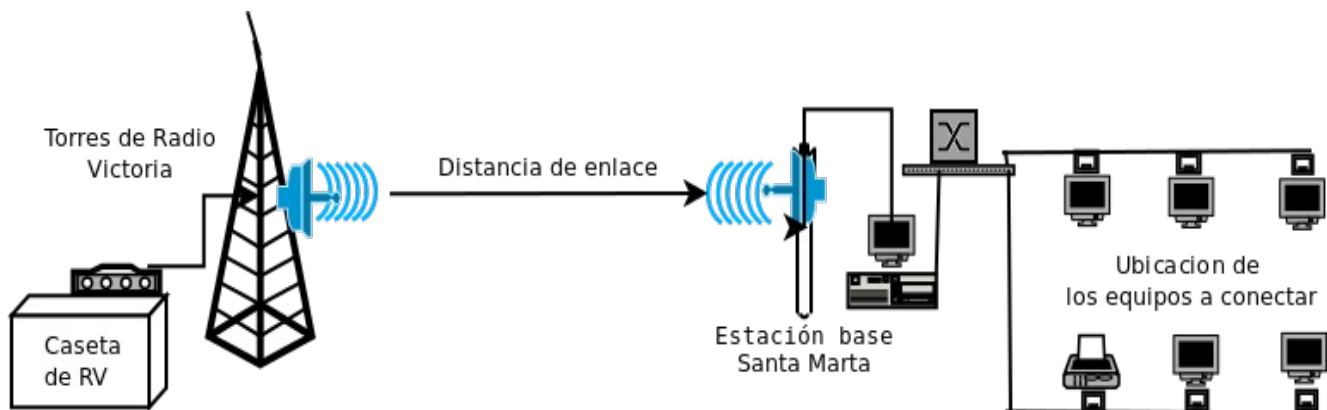 Torres de Radio
Victoria
Distancia de enlace
Ubicacion de
los equipos a conectar
Estación base
Santa Marta
Caseta
de RV